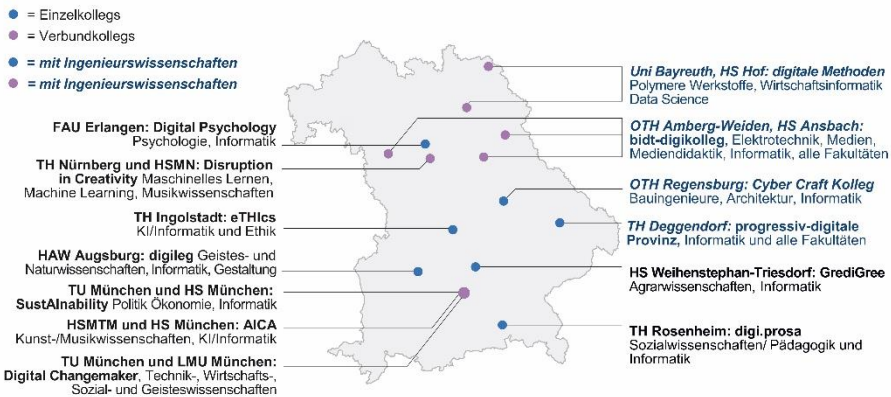 = Einzelkollegs
= Verbundkollegs
= mit Ingenieurswissenschaften
= mit Ingenieurswissenschaften
FAU Erlangen: Digital Psychology
Psychologie, Informatik
TH Nürnberg und HSMN: Disruption
in Creativity Maschinelles Lernen,
Machine Learning, Musikwissenschaften
TH Ingolstadt: eTHIcs
KI/Informatik und Ethik
HAW Augsburg: digileg Geistes- und
Naturwissenschaften, Informatik, Gestaltung
TU München und HS München:
SustAInability Politik Ökonomie, Informatik
HSMTM und HS München: AICA
Kunst-/Musikwissenschaften, KI/Informatik
TU München und LMU München:
Digital Changemaker, Technik-, Wirtschafts-,
Sozial- und Geisteswissenschaften
Uni Bayreuth, HS Hof: digitale Methoden
Polymere Werkstoffe, Wirtschaftsinformatik
Data Science
OTH Amberg-Weiden, HS Ansbach:
bidt-digikolleg, Elektrotechnik, Medien,
Mediendidaktik, Informatik, alle Fakultäten
OTH Regensburg: Cyber Craft Kolleg
Bauingenieure, Architektur, Informatik
TH Deggendorf: progressiv-digitale
Provinz, Informatik und alle Fakultäten
HS Weihenstephan-Triesdorf: GrediGree
Agrarwissenschaften, Informatik
TH Rosenheim: digi.prosa
Sozialwissenschaften/ Pädagogik und
Informatik